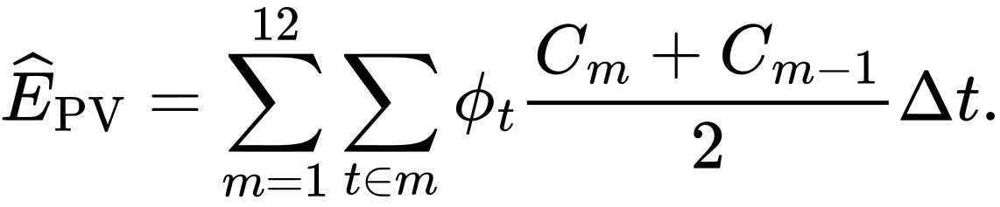 $$\widehat{E}_{\mathrm{PV}} = \sum_{m=1}^{12} \sum_{t \in m} \phi_t \frac{C_m + C_{m-1}}{2} \Delta t.$$